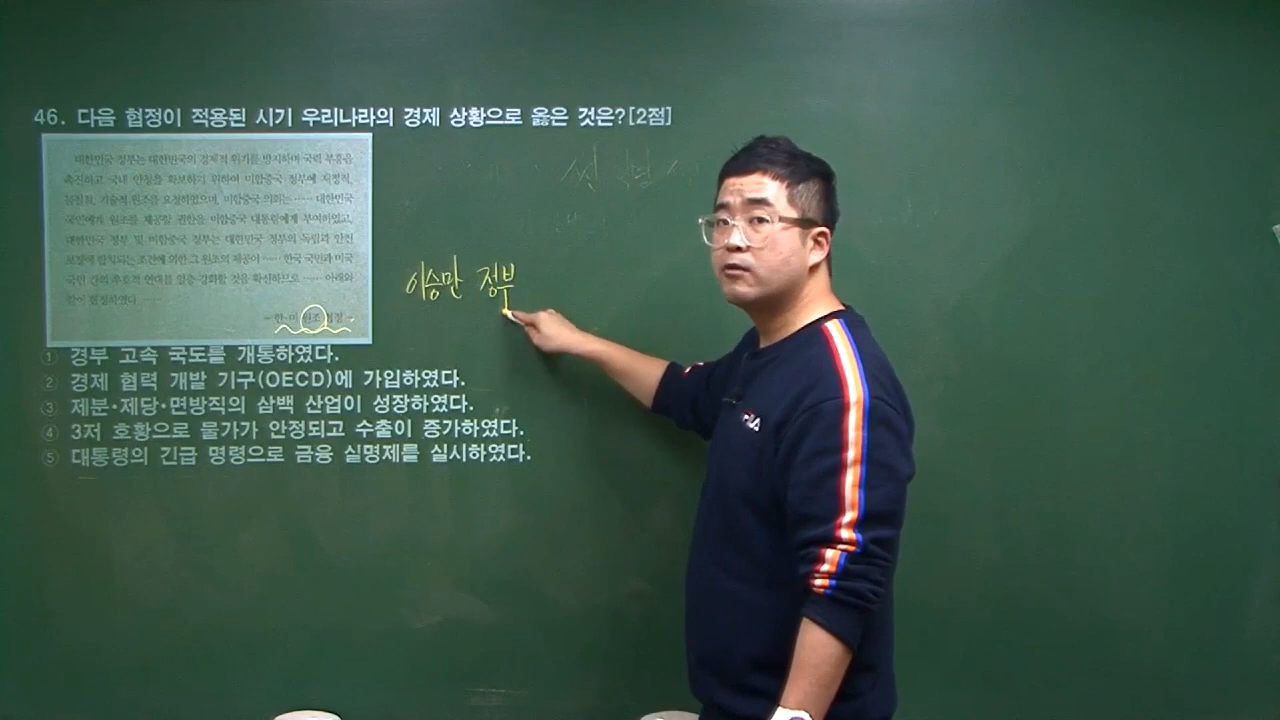 46. 다음 협정이 적용된 시기 우리나라의 경제 상황으로 옳은 것은?[2점]
대한민국 정부는 대한민국의 경제적 위기를 방지하며 국력 부흥을
촉진하고 국내 안정을 확보하기 위하여 미합중국 정부에 재정적,
물질적, 기술적 원조를 요청하였으며, 미합중국 의회는 …… 대한민국
국민에게 원조를 제공할 권한을 미합중국 대통령에게 부여하였고,
대한민국 정부 및 미합중국 정부는 대한민국 정부의 독립과 안전
보장에 합치되는 조건에 의한 그 원조의 제공이 …… 한국 국민과 미국
국민 간의 우호적 연대를 일층 강화할 것을 확신하므로 …… 아래와
같이 협정하였다. ……
- 한·미 원조 협정 -
이승만 정부
① 경부 고속 국도를 개통하였다.
② 경제 협력 개발 기구(OECD)에 가입하였다.
③ 제분·제당·면방직의 삼백 산업이 성장하였다.
④ 3저 호황으로 물가가 안정되고 수출이 증가하였다.
⑤ 대통령의 긴급 명령으로 금융 실명제를 실시하였다.